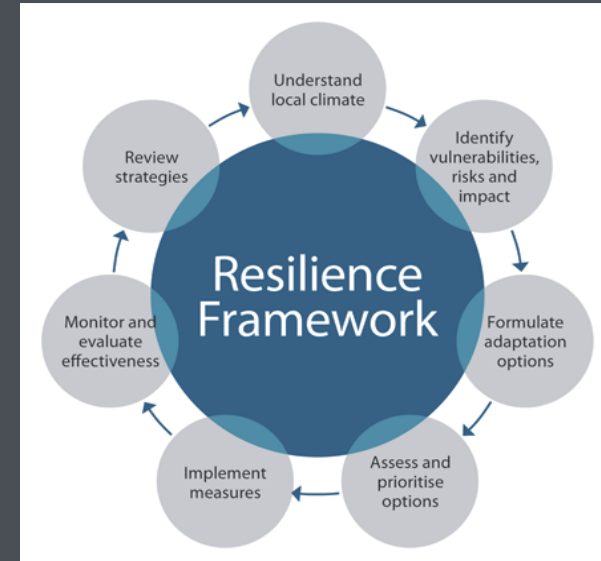 Understand
local climate
Identify
vulnerabilities,
risks and
impact
Formulate
adaptation
options
Assess and
prioritise
options
Implement
measures
Monitor and
evaluate
effectiveness
Review
strategies
Resilience
Framework